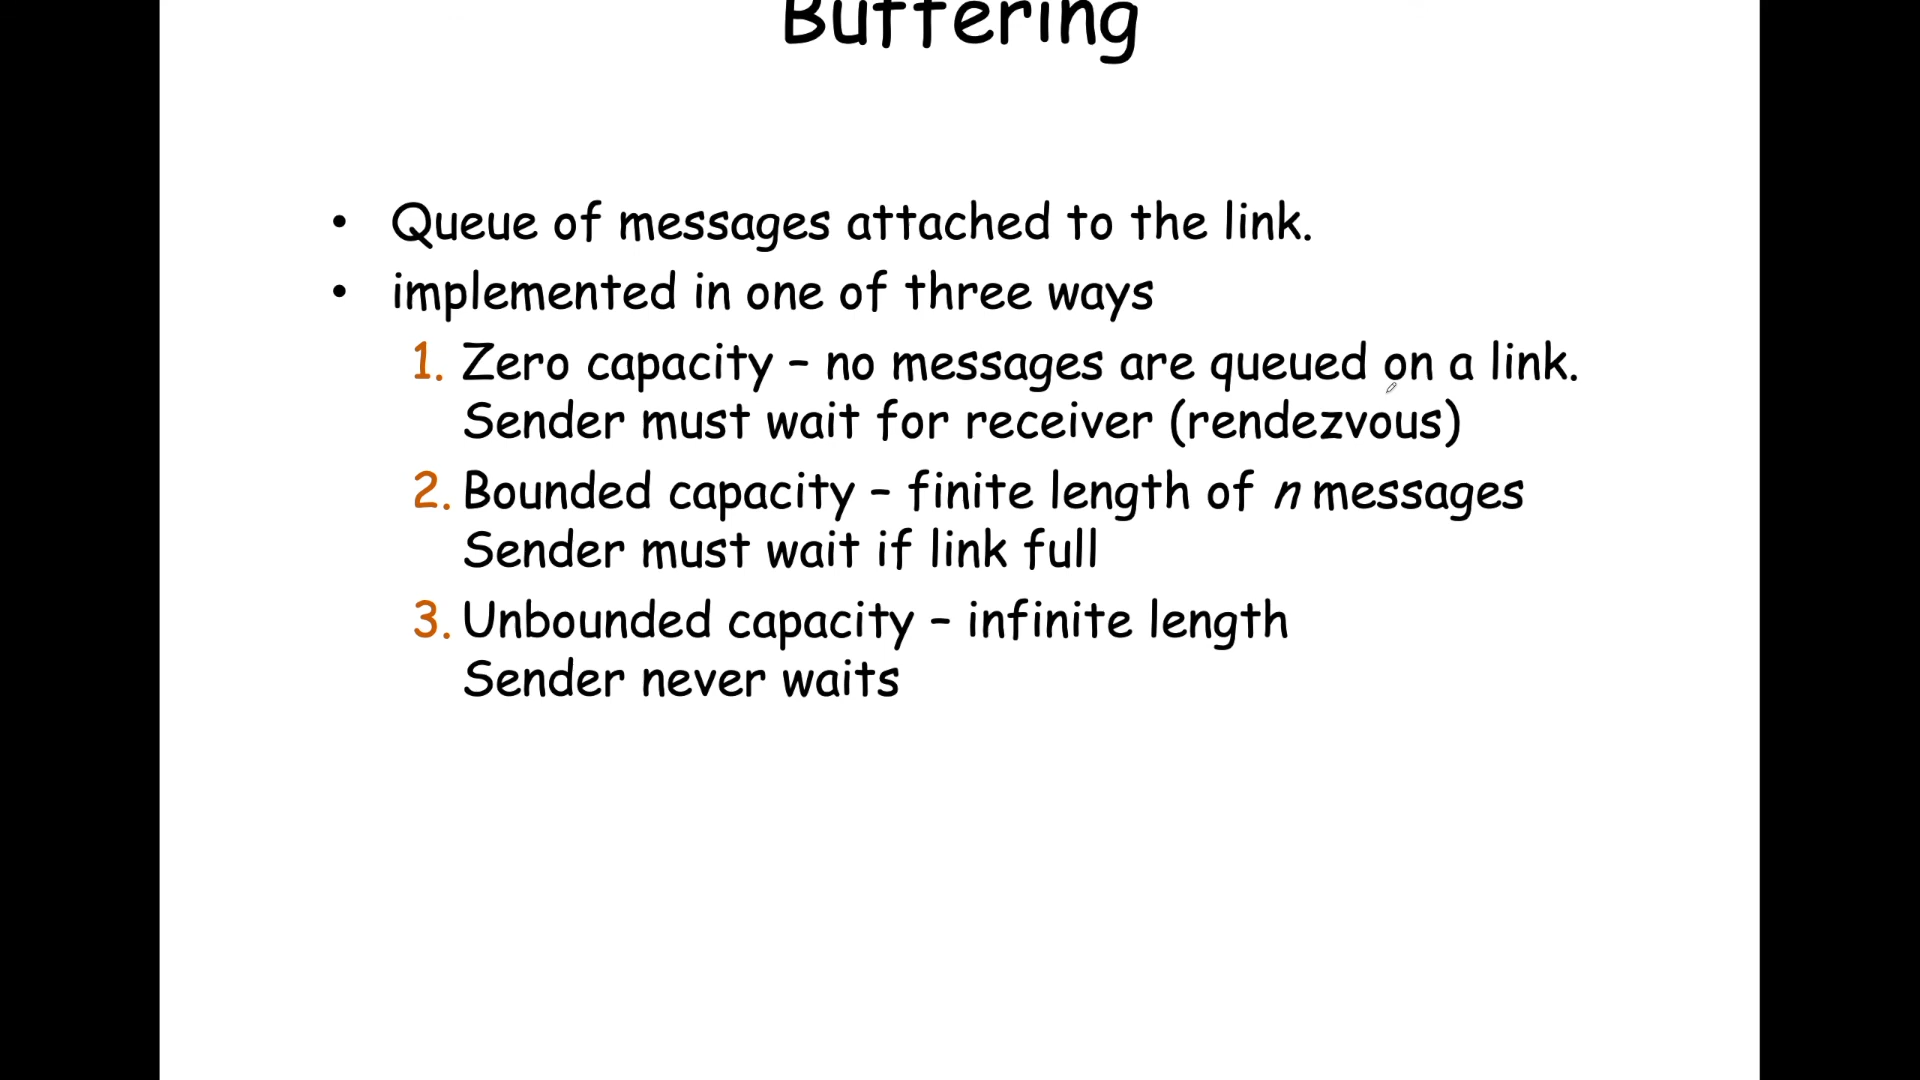 Buffering
• Queue of messages attached to the link.
• implemented in one of three ways
1. Zero capacity – no messages are queued on a link.
Sender must wait for receiver (rendezvous)
2. Bounded capacity – finite length of n messages
Sender must wait if link full
3. Unbounded capacity – infinite length
Sender never waits